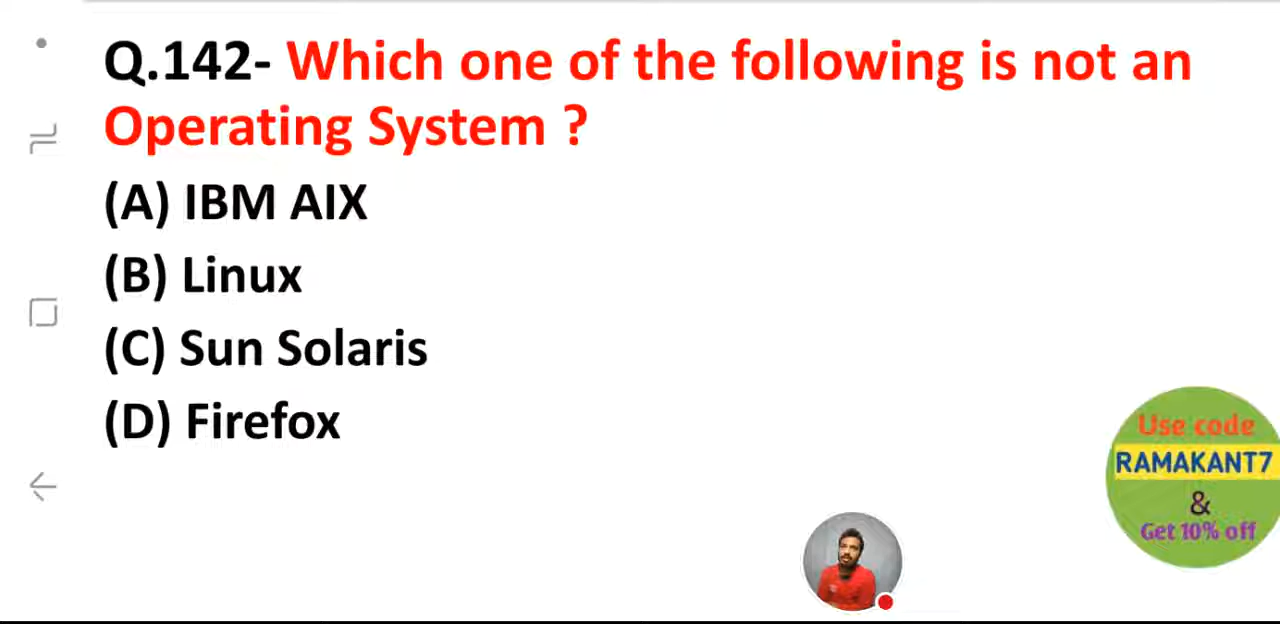 Q.142- Which one of the following is not an
Operating System ?
(A) IBM AIX
(B) Linux
(C) Sun Solaris
(D) Firefox
Use code
RAMAKANT7
&
Get 10% off